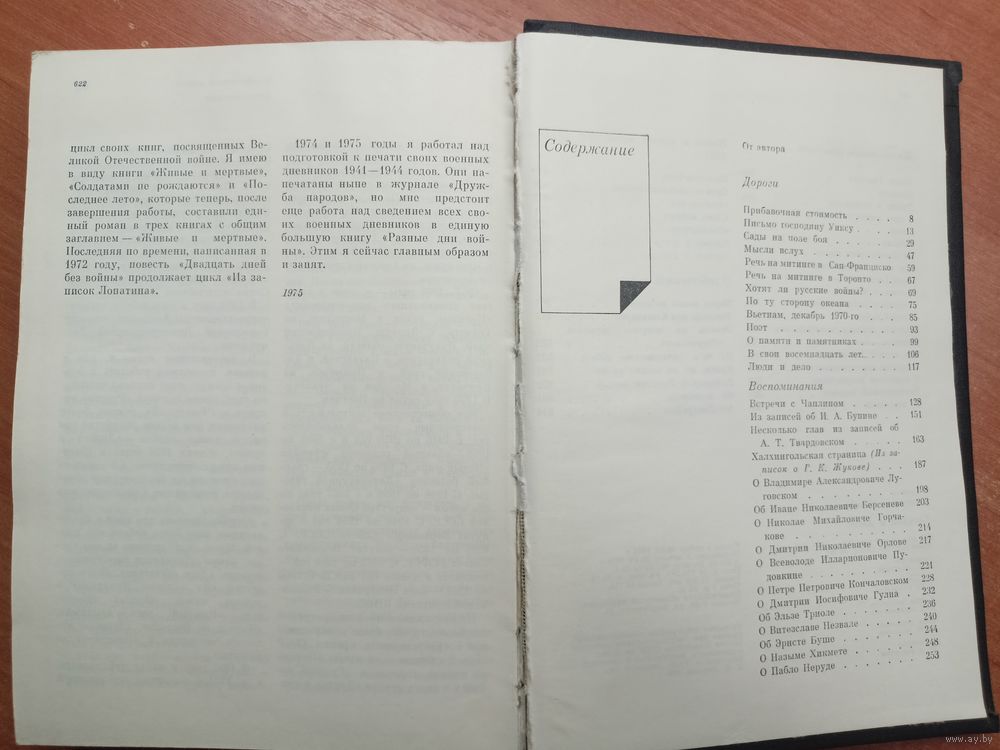 622
цикл своих книг, посвященных Ве-
ликой Отечественной войне. Я имею
в виду книги «Живые и мертвые»,
«Солдатами не рождаются» и «По-
следнее лето», которые теперь, после
завершения работы, составили еди-
ный роман в трех книгах с общим
заглавием — «Живые и мертвые».
Последняя по времени, написанная в
1972 году, повесть «Двадцать дней
без войны» продолжает цикл «Из за-
писок Лопатина».
1974 и 1975 годы я работал над
подготовкой к печати своих военных
дневников 1941—1944 годов. Они на-
печатаны ныне в журнале «Друж-
ба народов», но мне предстоит
еще работа над сведением всех сво-
их военных дневников в единую
большую книгу «Разные дни вой-
ны». Этим я сейчас главным образом
и занят.
1975
Содержание
От автора
Дороги
Прибавочная стоимость . . . . 8
Письмо господину Уиксу . . . . 13
Сады на поле боя . . . . . 29
Мысли вслух . . . . . . . 47
Речь на митинге в Сан-Франциско 59
Речь на митинге в Торонто . . 67
Хотят ли русские войны? . . . 69
По ту сторону океана . . . . 75
Вьетнам, декабрь 1970-го . . . 85
Поэт . . . . . . . . . . . 93
О памяти и памятниках . . . . 99
В свои восемнадцать лет... . . . 106
Люди и дело . . . . . . . 117
Воспоминания
Встречи с Чаплином . . . . . 128
Из записей об И. А. Бунине . . 151
Несколько глав из записей об
А. Т. Твардовском . . . . . 163
Халхингольская страница (Из за-
писок о Г. К. Жукове) . . . 187
О Владимире Александровиче Лу-
говском . . . . . . . . . 198
Об Иване Николаевиче Берсеневе 203
О Николае Михайловиче Горча-
кове . . . . . . . . . . 214
О Дмитрии Николаевиче Орлове 217
О Всеволоде Илларионовиче Пу-
довкине . . . . . . . . . 221
О Петре Петровиче Кончаловском 228
О Дмитрии Иосифовиче Гулиа . 232
Об Эльзе Триоле . . . . . . 236
О Витезславе Незвале . . . . 240
Об Эрнсте Буше . . . . . . 244
О Назыме Хикмете . . . . . 248
О Пабло Неруде . . . . . . 253
www.ay.by